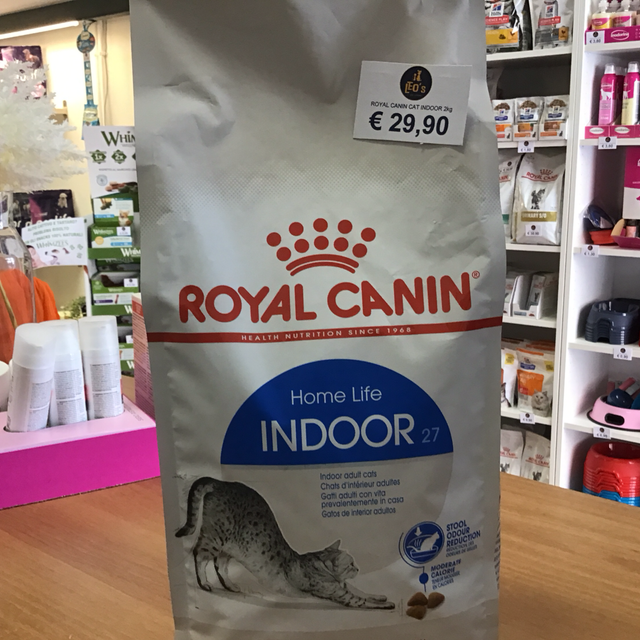 LEO'S
ROYAL CANIN CAT INDOOR 2kg
€ 29,90
ROYAL CANIN®
HEALTH NUTRITION SINCE 1968
Home Life
INDOOR 27
Indoor adult cats
Chats d'intérieur adultes
Gatti adulti con vita
prevalentemente in casa
Gatos de interior adultos
STOOL
ODOUR
REDUCTION
MODERATE
CALORIE